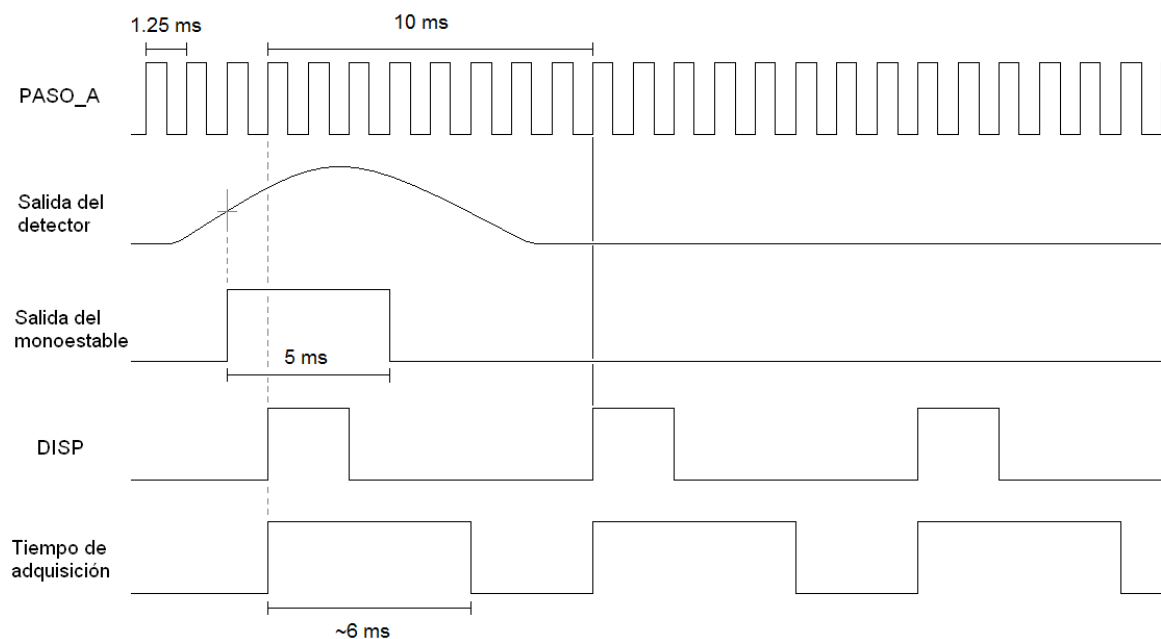 1.25 ms
10 ms
PASO_A
Salida del
detector
Salida del
monoestable
5 ms
DISP
Tiempo de
adquisición
~6 ms